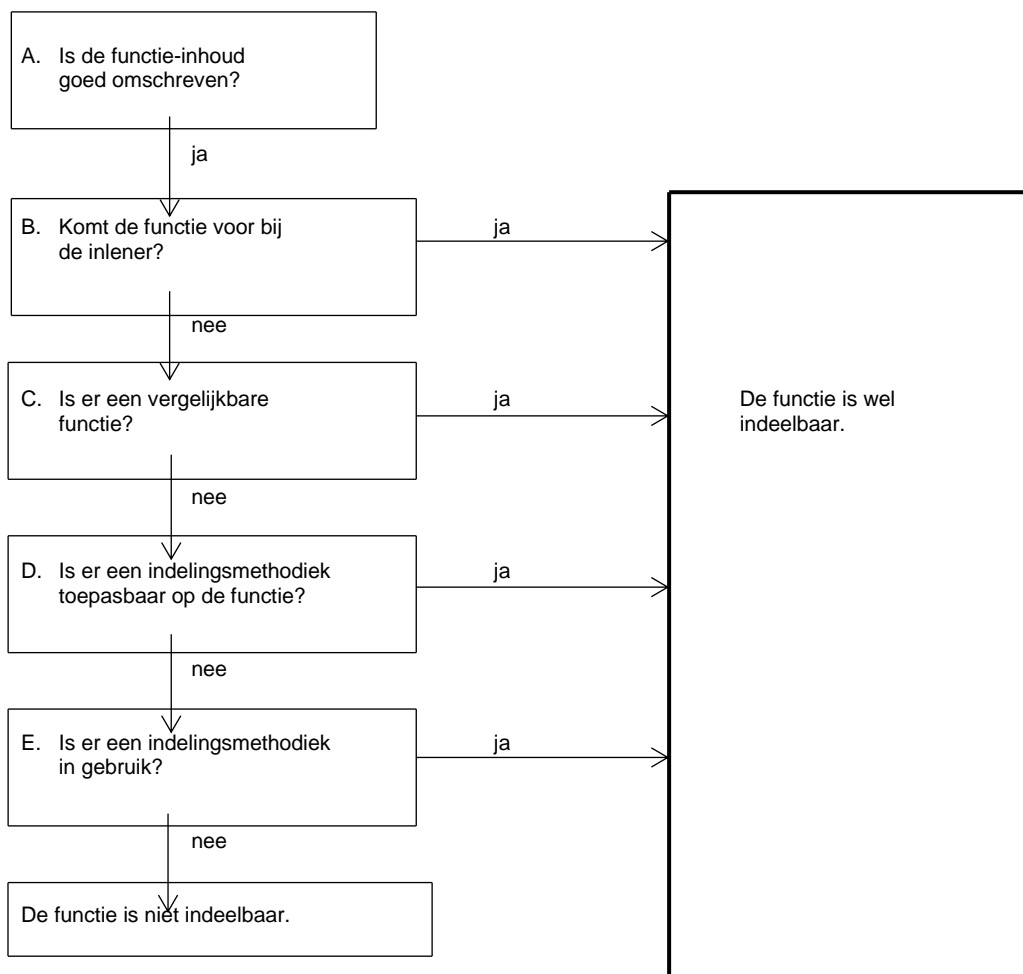 A. Is de functie-inhoud
goed omschreven?
ja
B. Komt de functie voor bij
de inlener?
ja
nee
C. Is er een vergelijkbare
functie?
ja
De functie is wel
indeelbaar.
nee
D. Is er een indelingsmethodiek
toepasbaar op de functie?
ja
nee
E. Is er een indelingsmethodiek
in gebruik?
ja
nee
De functie is niet indeelbaar.